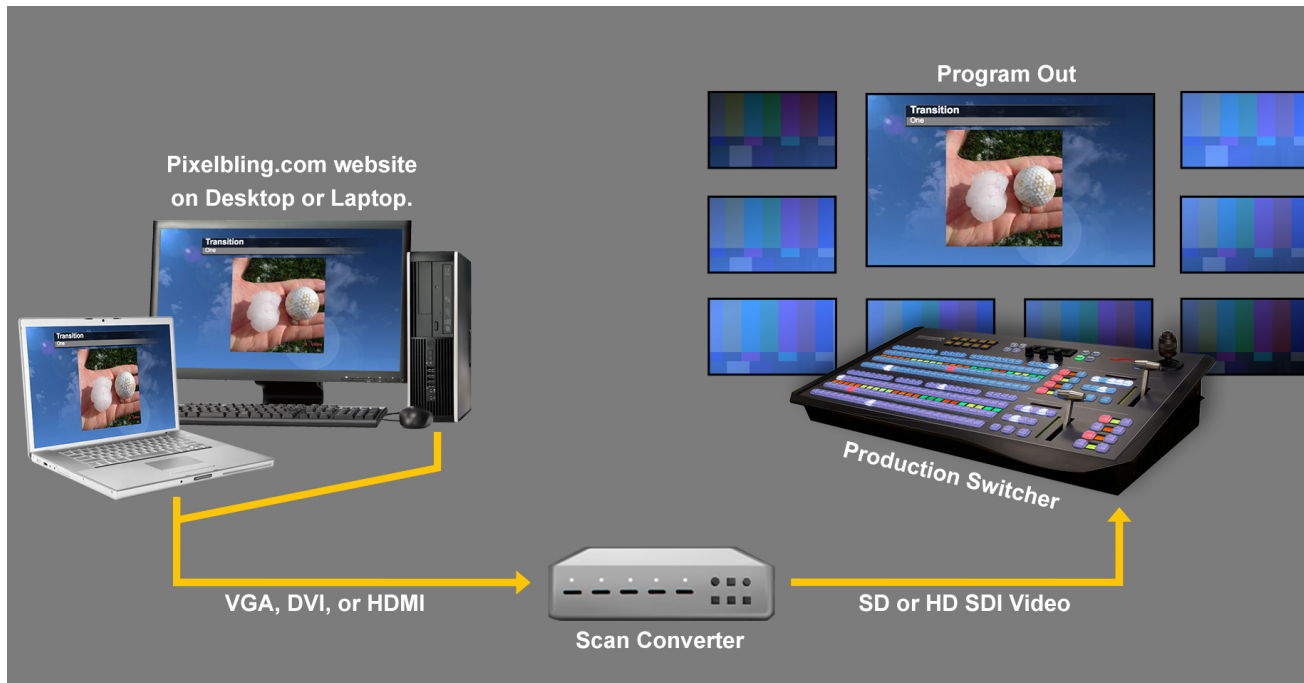 Program Out
Transition
One
Pixelbling.com website
on Desktop or Laptop.
Transition
One
Transition
One
Production Switcher
VGA, DVI, or HDMI
SD or HD SDI Video
Scan Converter